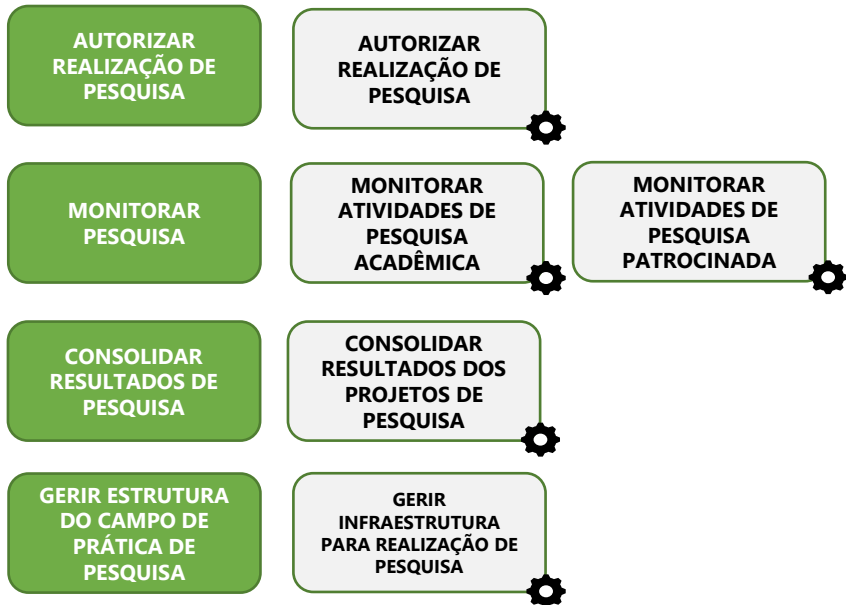 AUTORIZAR
REALIZAÇÃO DE
PESQUISA
AUTORIZAR
REALIZAÇÃO DE
PESQUISA
MONITORAR
PESQUISA
MONITORAR
ATIVIDADES DE
PESQUISA
ACADÊMICA
MONITORAR
ATIVIDADES DE
PESQUISA
PATROCINADA
CONSOLIDAR
RESULTADOS DE
PESQUISA
CONSOLIDAR
RESULTADOS DOS
PROJETOS DE
PESQUISA
GERIR ESTRUTURA
DO CAMPO DE
PRÁTICA DE
PESQUISA
GERIR
INFRAESTRUTURA
PARA REALIZAÇÃO DE
PESQUISA